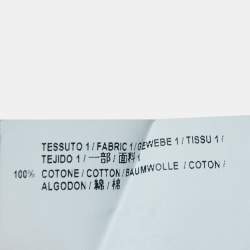 TESSUTO 1 / FABRIC 1 / GEWEBE 1 / TISSU 1 /
TEJIDO 1 / 一部 / 面料1
100% COTONE / COTTON / BAUMWOLLE / COTON /
ALGODON / 綿 / 棉